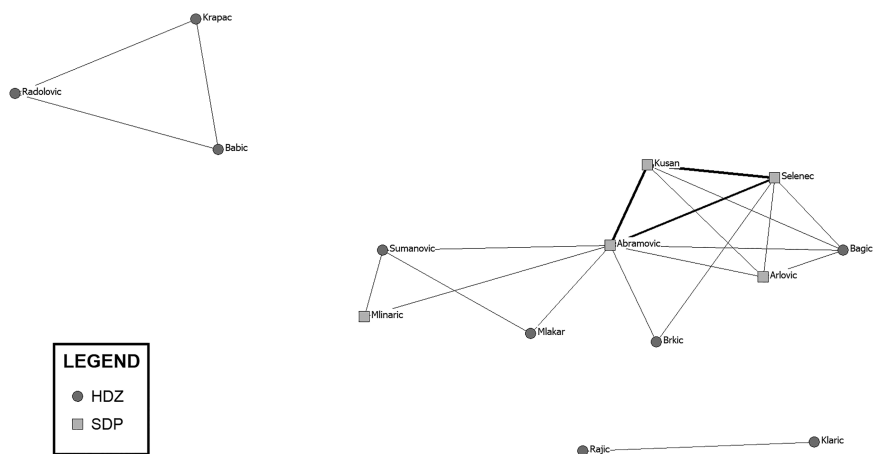 Krapac
Radolovic
Babic
Kusan
Selenec
Sumanovic
Abramovic
Bagic
Arlovic
Mlinaric
Mlakar
Brkic
LEGEND
HDZ
SDP
Rajic
Klaric